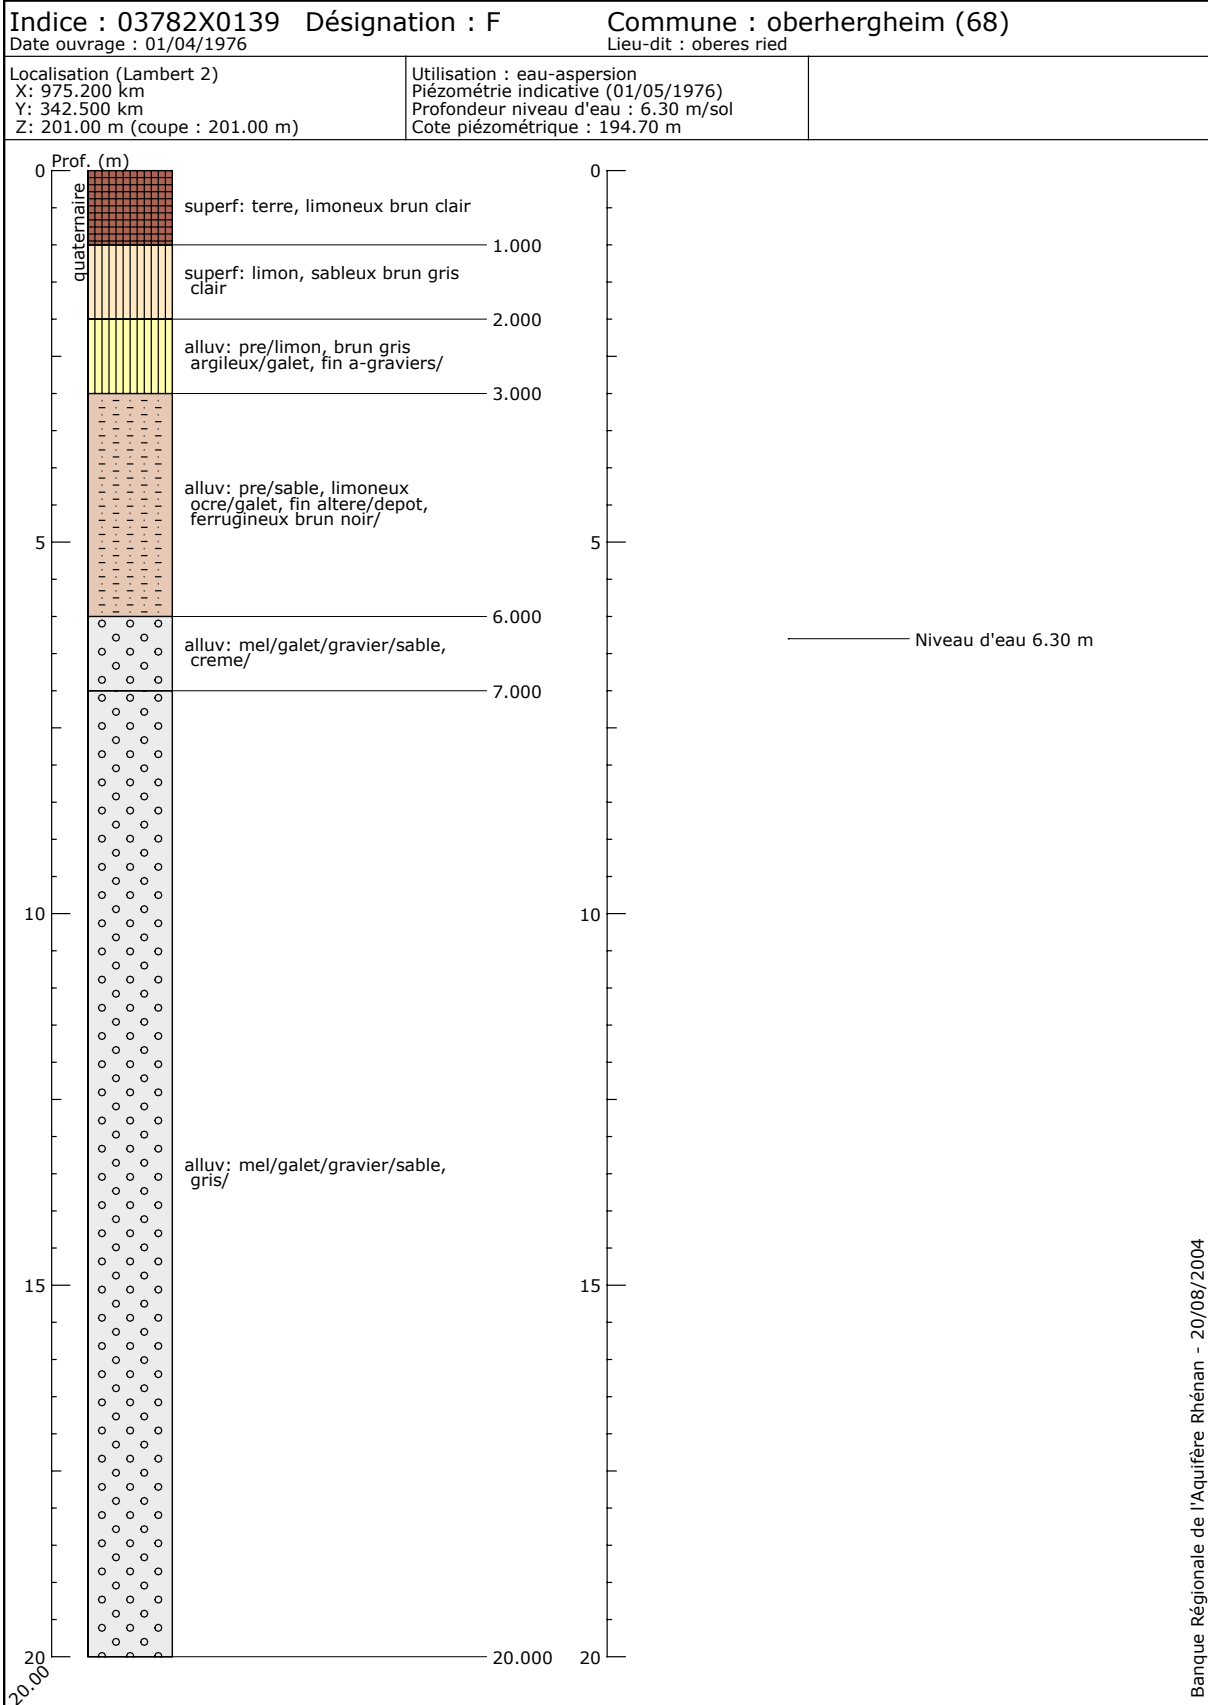 Indice : 03782X0139 Désignation : F Commune : oberhergheim (68)
Date ouvrage : 01/04/1976 Lieu-dit : oberes ried
Localisation (Lambert 2)
X: 975.200 km
Y: 342.500 km
Z: 201.00 m (coupe : 201.00 m)
Utilisation : eau-aspersion
Piézométrie indicative (01/05/1976)
Profondeur niveau d'eau : 6.30 m/sol
Cote piézométrique : 194.70 m
Prof. (m)
0
quaternaire
superf: terre, limoneux brun clair
1.000
superf: limon, sableux brun gris
clair
2.000
alluv: pre/limon, brun gris
argileux/galet, fin a-graviers/
3.000
alluv: pre/sable, limoneux
ocre/galet, fin altere/depot,
ferrugineux brun noir/
5
6.000
alluv: mel/galet/gravier/sable,
creme/
7.000
10
alluv: mel/galet/gravier/sable,
gris/
15
20
20.000
20.00
0
5
Niveau d'eau 6.30 m
10
15
20
Banque Régionale de l'Aquifère Rhénan - 20/08/2004